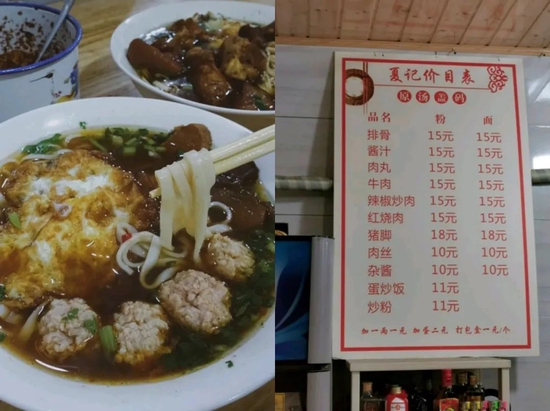 夏记价目表
原汤盖码
品名 粉 面
排骨 15元 15元
酱汁 15元 15元
肉丸 15元 15元
牛肉 15元 15元
辣椒炒肉 15元 15元
红烧肉 15元 15元
猪脚 18元 18元
肉丝 10元 10元
杂酱 10元 10元
蛋炒饭 11元
炒粉 11元
加一两一元 加蛋二元 打包盒一元/个